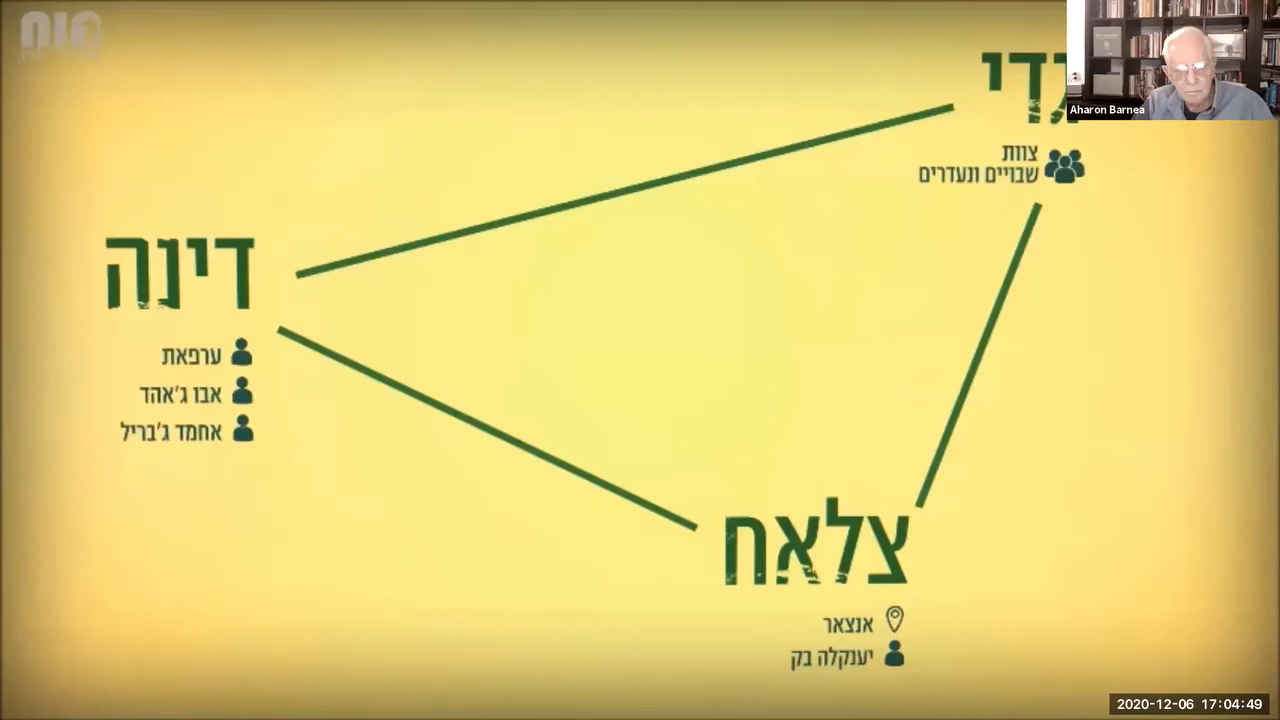 Aharon Barnea
צוות
שבויים ונעדרים
דינה
ערפאת
אבו ג'אהד
אחמד ג'בריל
צלאח
אנצאר
יענקלה בק
2020-12-06 17:04:49